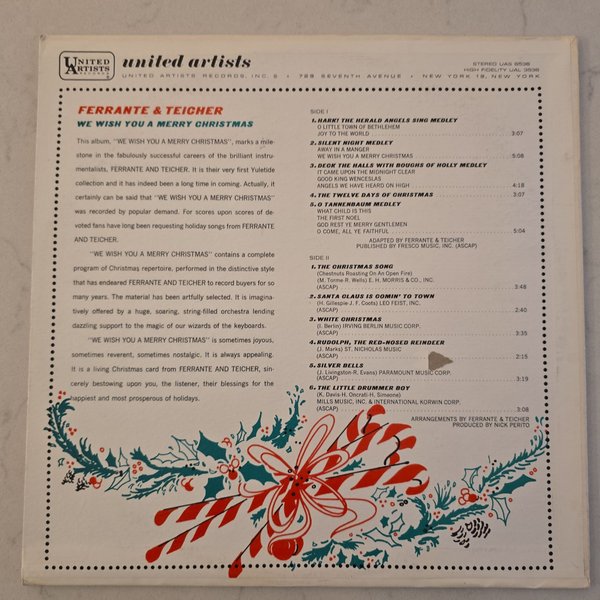 UNITED ARTISTS RECORDS
united artists
UNITED ARTISTS RECORDS, INC. • 729 SEVENTH AVENUE • NEW YORK 19, NEW YORK
STEREO UAS 6536
HIGH FIDELITY UAL 3536
FERRANTE & TEICHER
WE WISH YOU A MERRY CHRISTMAS
This album, "WE WISH YOU A MERRY CHRISTMAS", marks a mile-
stone in the fabulously successful careers of the brilliant instru-
mentalists, FERRANTE AND TEICHER. It is their very first Yuletide
collection and it has indeed been a long time in coming. Actually, it
certainly can be said that "WE WISH YOU A MERRY CHRISTMAS"
was recorded by popular demand. For scores upon scores of de-
voted fans have long been requesting holiday songs from FERRANTE
AND TEICHER.
"WE WISH YOU A MERRY CHRISTMAS" contains a complete
program of Christmas repertoire, performed in the distinctive style
that has endeared FERRANTE AND TEICHER to record buyers for so
many years. The material has been artfully selected. It is imagina-
tively offered by a huge, soaring, string-filled orchestra lending
dazzling support to the magic of our wizards of the keyboards.
"WE WISH YOU A MERRY CHRISTMAS" is sometimes joyous,
sometimes reverent, sometimes nostalgic. It is always appealing.
It is a living Christmas card from FERRANTE AND TEICHER, sin-
cerely bestowing upon you, the listener, their blessings for the
happiest and most prosperous of holidays.
SIDE I
1. HARK! THE HERALD ANGELS SING MEDLEY
O LITTLE TOWN OF BETHLEHEM
JOY TO THE WORLD 3:07
2. SILENT NIGHT MEDLEY
AWAY IN A MANGER
WE WISH YOU A MERRY CHRISTMAS 5:08
3. DECK THE HALLS WITH BOUGHS OF HOLLY MEDLEY
IT CAME UPON THE MIDNIGHT CLEAR
GOOD KING WENCESLAS
ANGELS WE HAVE HEARD ON HIGH 4:18
4. THE TWELVE DAYS OF CHRISTMAS 3:07
5. O TANNENBAUM MEDLEY
WHAT CHILD IS THIS
THE FIRST NOEL
GOD REST YE MERRY GENTLEMEN
O COME, ALL YE FAITHFUL 5:04
ADAPTED BY FERRANTE & TEICHER
PUBLISHED BY FRESCO MUSIC, INC. (ASCAP)
SIDE II
1. THE CHRISTMAS SONG
(Chestnuts Roasting On An Open Fire)
(M. Torme-R. Wells) E. H. MORRIS & CO., INC.
(ASCAP) 3:48
2. SANTA CLAUS IS COMIN' TO TOWN
(H. Gillespie-J. F. Coots) LEO FEIST, INC.
(ASCAP) 2:40
3. WHITE CHRISTMAS
(I. Berlin) IRVING BERLIN MUSIC CORP.
(ASCAP) 3:35
4. RUDOLPH, THE RED-NOSED REINDEER
(J. Marks) ST. NICHOLAS MUSIC
(ASCAP) 2:15
5. SILVER BELLS
(J. Livingston-R. Evans) PARAMOUNT MUSIC CORP.
(ASCAP) 3:19
6. THE LITTLE DRUMMER BOY
(K. Davis-H. Onorati-H. Simeone)
MILLS MUSIC, INC. & INTERNATIONAL KORWIN CORP.
(ASCAP) 3:08
ARRANGEMENTS BY FERRANTE & TEICHER
PRODUCED BY NICK PERITO